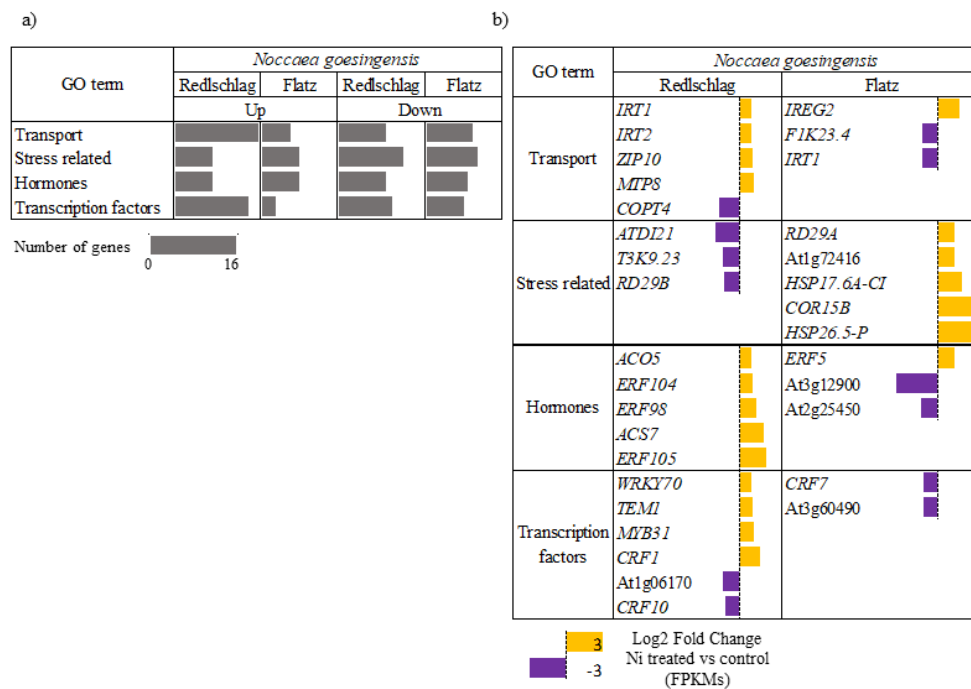 a)
GO term
Noccaea goesingensis
Redlschlag Flatz Redlschlag Flatz
Up Down
Transport
Stress related
Hormones
Transcription factors
Number of genes
0 16
b)
GO term
Noccaea goesingensis
Redlschlag Flatz
Transport
IRT1 IREG2
IRT2 F1K23.4
ZIP10 IRT1
MTP8
COPT4
Stress related
ATDI21 RD29A
T3K9.23 At1g72416
RD29B HSP17.6A-CI
COR15B
HSP26.5-P
Hormones
ACO5 ERF5
ERF104 At3g12900
ERF98 At2g25450
ACS7
ERF105
Transcription
factors
WRKY70 CRF7
TEM1 At3g60490
MYB31
CRF1
At1g06170
CRF10
3 Log2 Fold Change
-3 Ni treated vs control
(FPKMs)